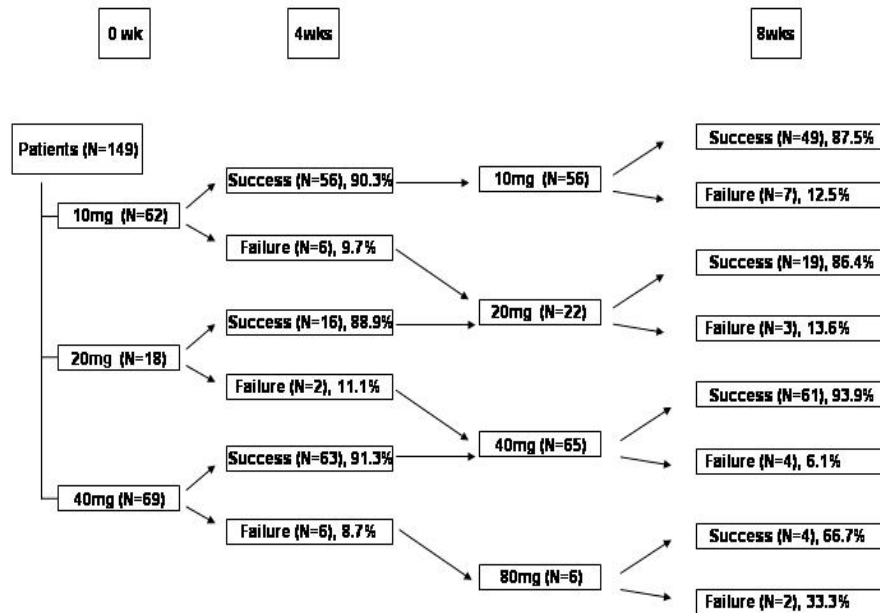 0 wk
4wks
8wks
Patients (N=149)
10mg (N=62)
20mg (N=18)
40mg (N=69)
Success (N=56), 90.3%
Failure (N=6), 9.7%
Success (N=16), 88.9%
Failure (N=2), 11.1%
Success (N=63), 91.3%
Failure (N=6), 8.7%
10mg (N=56)
20mg (N=22)
40mg (N=65)
80mg (N=6)
Success (N=49), 87.5%
Failure (N=7), 12.5%
Success (N=19), 86.4%
Failure (N=3), 13.6%
Success (N=61), 93.9%
Failure (N=4), 6.1%
Success (N=4), 66.7%
Failure (N=2), 33.3%